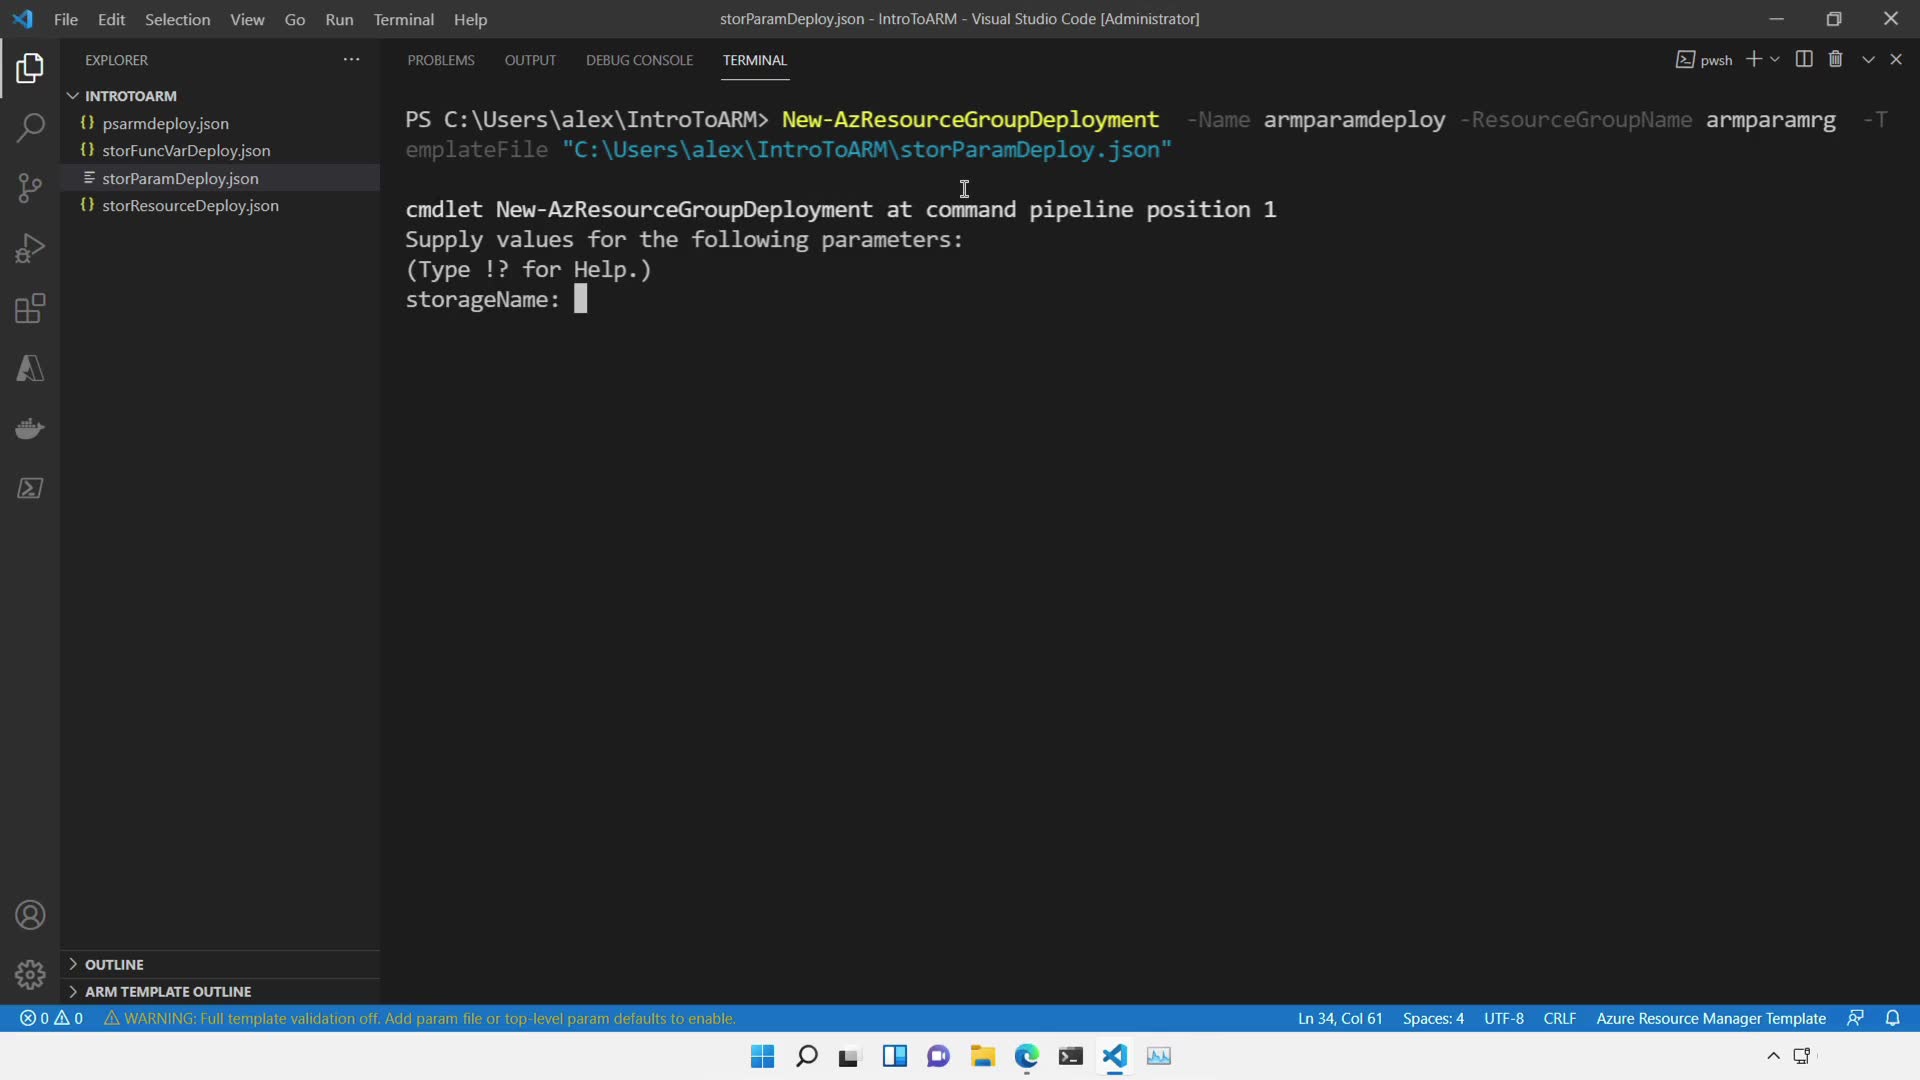 File Edit Selection View Go Run Terminal Help
storParamDeploy.json - IntroToARM - Visual Studio Code [Administrator]
EXPLORER
PROBLEMS OUTPUT DEBUG CONSOLE TERMINAL
pwsh
INTROTOARM
psarmdeploy.json
storFuncVarDeploy.json
storParamDeploy.json
storResourceDeploy.json
PS C:\Users\alex\IntroToARM> New-AzResourceGroupDeployment -Name armparamdeploy -ResourceGroupName armparamrg -T
emplateFile "C:\Users\alex\IntroToARM\storParamDeploy.json"
cmdlet New-AzResourceGroupDeployment at command pipeline position 1
Supply values for the following parameters:
(Type !? for Help.)
storageName:
OUTLINE
ARM TEMPLATE OUTLINE
0 0 WARNING: Full template validation off. Add param file or top-level param defaults to enable.
Ln 34, Col 61 Spaces: 4 UTF-8 CRLF Azure Resource Manager Template